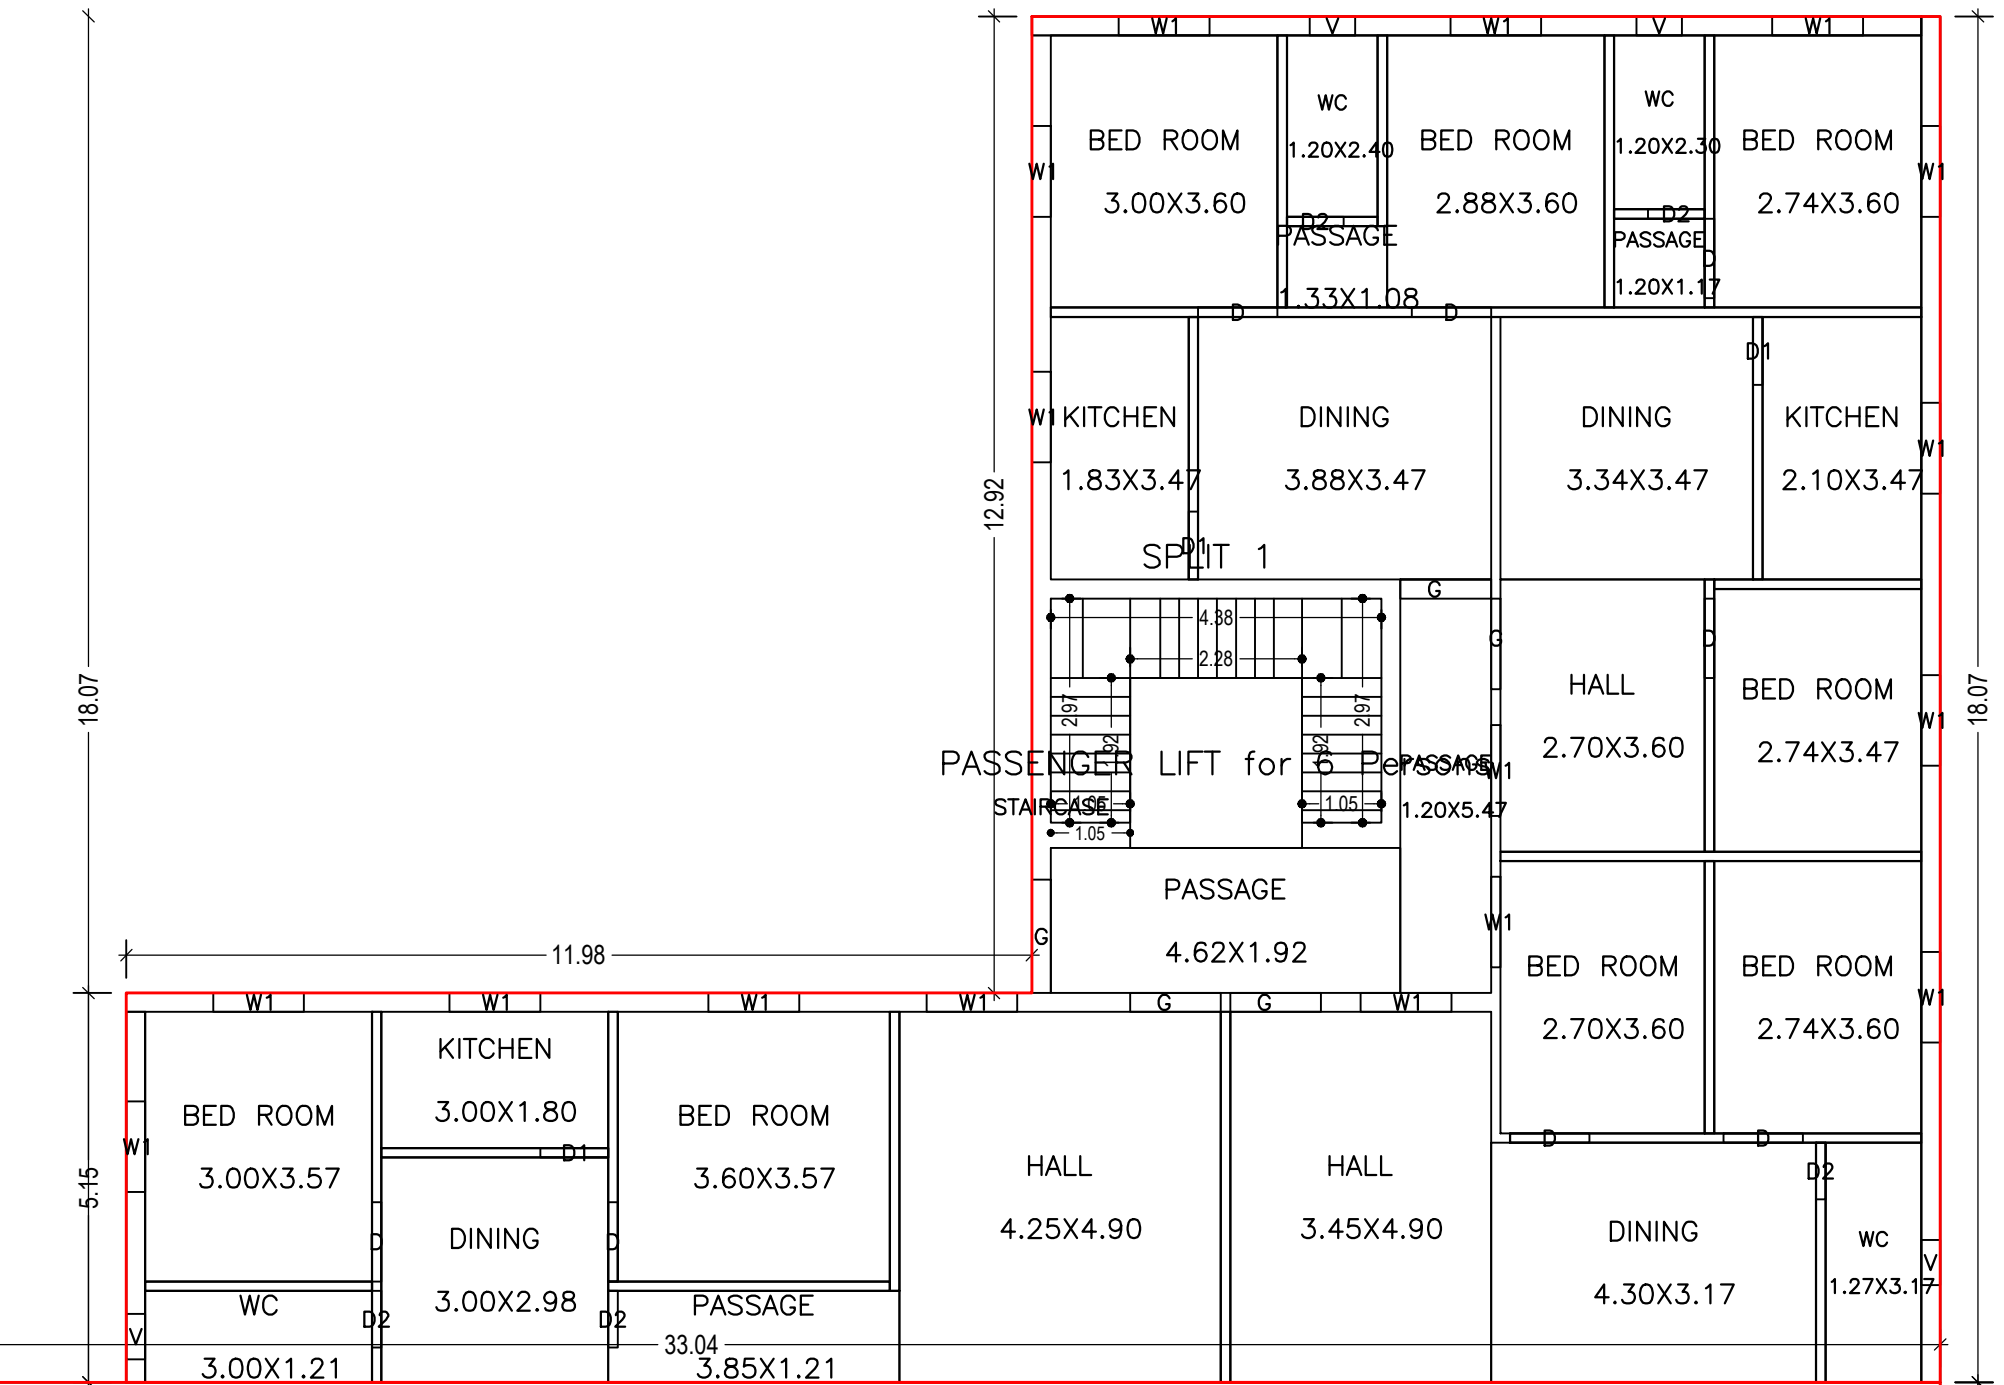 W1 V W1 V W1
WC WC
BED ROOM BED ROOM BED ROOM
1.20X2.40 1.20X2.30
W1 W1
3.00X3.60 2.88X3.60 2.74X3.60
D2 D2
PASSAGE PASSAGE
D
1.33X1.08 1.20X1.17
D D
D1
W1 KITCHEN DINING DINING KITCHEN
W1
1.83X3.47 3.88X3.47 3.34X3.47 2.10X3.47
12.92
D1
SPLIT 1
G
4.38
G D
2.28
HALL BED ROOM
18.07 2.97 2.97 18.07
W1
2.70X3.60 2.74X3.47
.92 .92
PASSENGER LIFT for 6 Persons
PASSAGE W1
STAIRCASE 1.05 1.05 1.20X5.47
1.05
PASSAGE
W1
G
4.62X1.92
11.98
BED ROOM BED ROOM
W1
W1 W1 W1 W1 G G W1
2.70X3.60 2.74X3.60
KITCHEN
3.00X1.80
BED ROOM BED ROOM
W1 D1 D D
HALL HALL
D2
3.00X3.57 3.60X3.57
5.15
4.25X4.90 3.45X4.90
DINING DINING
D D
WC
V
3.00X2.98 4.30X3.17 1.27X3.17
WC PASSAGE
D2 D2
V
33.04
3.00X1.21 3.85X1.21